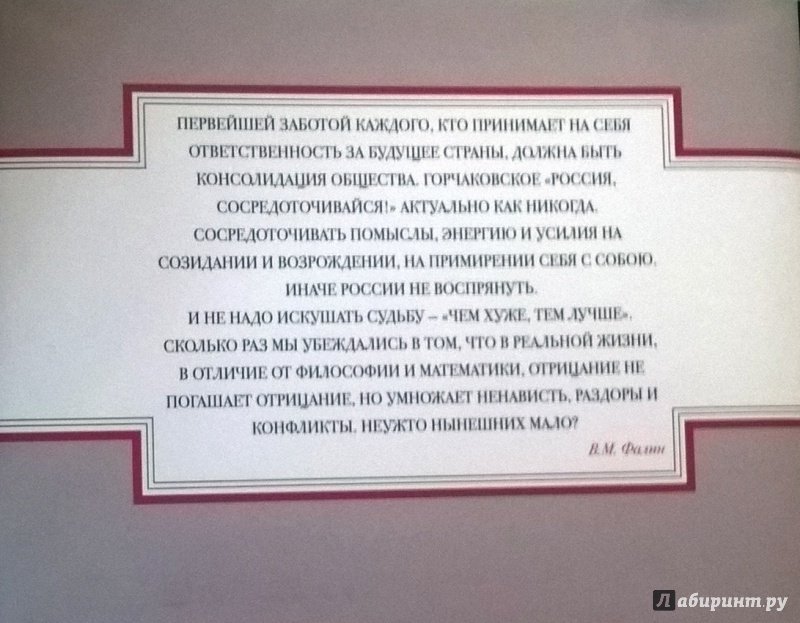 ПЕРВЕЙШЕЙ ЗАБОТОЙ КАЖДОГО, КТО ПРИНИМАЕТ НА СЕБЯ
ОТВЕТСТВЕННОСТЬ ЗА БУДУЩЕЕ СТРАНЫ, ДОЛЖНА БЫТЬ
КОНСОЛИДАЦИЯ ОБЩЕСТВА. ГОРЧАКОВСКОЕ «РОССИЯ,
СОСРЕДОТОЧИВАЙСЯ!» АКТУАЛЬНО КАК НИКОГДА.
СОСРЕДОТОЧИВАТЬ ПОМЫСЛЫ, ЭНЕРГИЮ И УСИЛИЯ НА
СОЗИДАНИИ И ВОЗРОЖДЕНИИ, НА ПРИМИРЕНИИ СЕБЯ С СОБОЮ.
ИНАЧЕ РОССИИ НЕ ВОСПРЯНУТЬ.
И НЕ НАДО ИСКУШАТЬ СУДЬБУ – «ЧЕМ ХУЖЕ, ТЕМ ЛУЧШЕ».
СКОЛЬКО РАЗ МЫ УБЕЖДАЛИСЬ В ТОМ, ЧТО В РЕАЛЬНОЙ ЖИЗНИ,
В ОТЛИЧИЕ ОТ ФИЛОСОФИИ И МАТЕМАТИКИ, ОТРИЦАНИЕ НЕ
ПОГАШАЕТ ОТРИЦАНИЕ, НО УМНОЖАЕТ НЕНАВИСТЬ, РАЗДОРЫ И
КОНФЛИКТЫ. НЕУЖТО НЫНЕШНИХ МАЛО?
В.М. Фалин
Лабиринт.ру